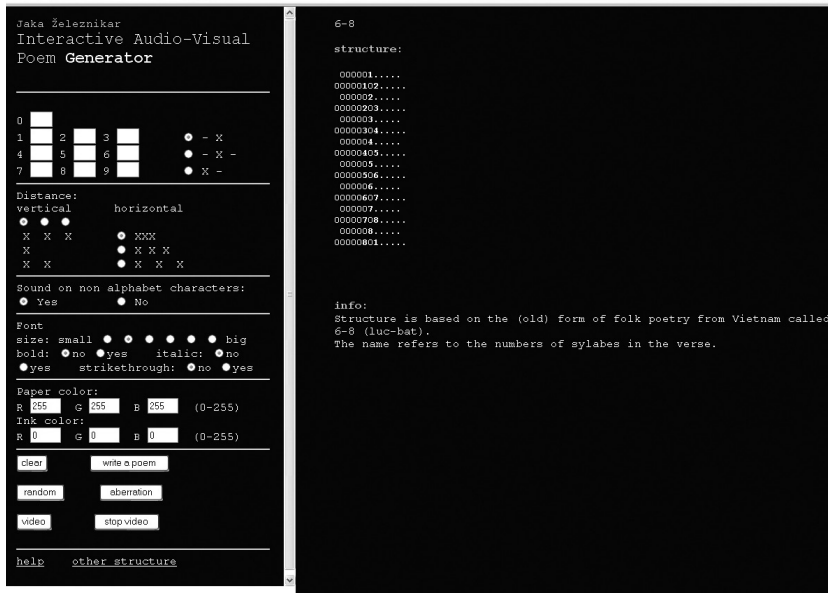 Jaka Železnikar
Interactive Audio-Visual
Poem Generator
0
1 2 3 - X
4 5 6 - X -
7 8 9 X -
Distance:
vertical horizontal
X X X XXX
X X X X
X X X X X
Sound on non alphabet characters:
Yes No
Font
size: small big
bold: no yes italic: no
yes strikethrough: no yes
Paper color:
R 255 G 255 B 255 (0-255)
Ink color:
R 0 G 0 B 0 (0-255)
clear write a poem
random aberration
video stop video
help other structure
6-8
structure:
000001.....
00000102.....
000002.....
00000203.....
000003.....
00000304.....
000004.....
00000405.....
000005.....
00000506.....
000006.....
00000607.....
000007.....
00000708.....
000008.....
00000801.....
info:
Structure is based on the (old) form of folk poetry from Vietnam called
6-8 (luc-bat).
The name refers to the numbers of sylabes in the verse.